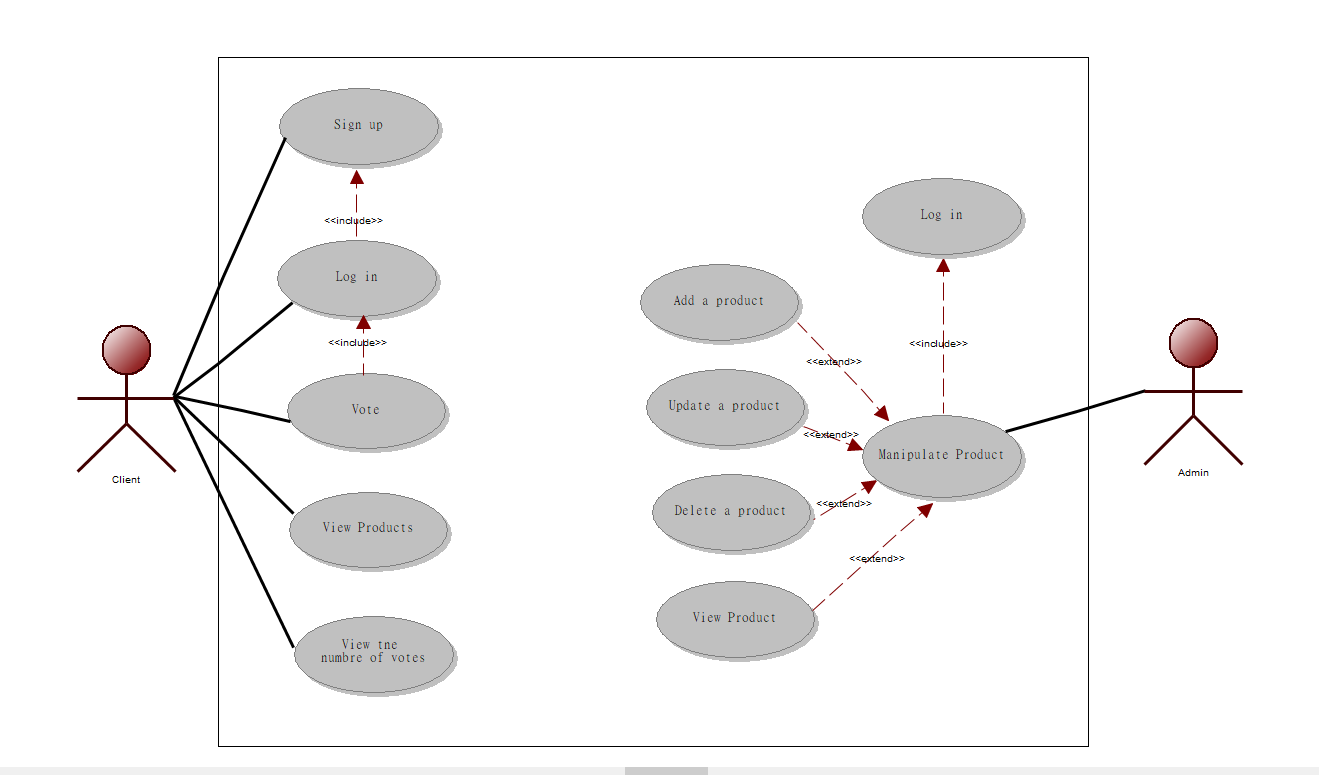 Sign up
<<include>>
Log in
<<include>>
Vote
View Products
View tne
numbre of votes
Client
Log in
Add a product
<<extend>>
<<include>>
Update a product
<<extend>>
Manipulate Product
Delete a product
<<extend>>
<<extend>>
View Product
Admin